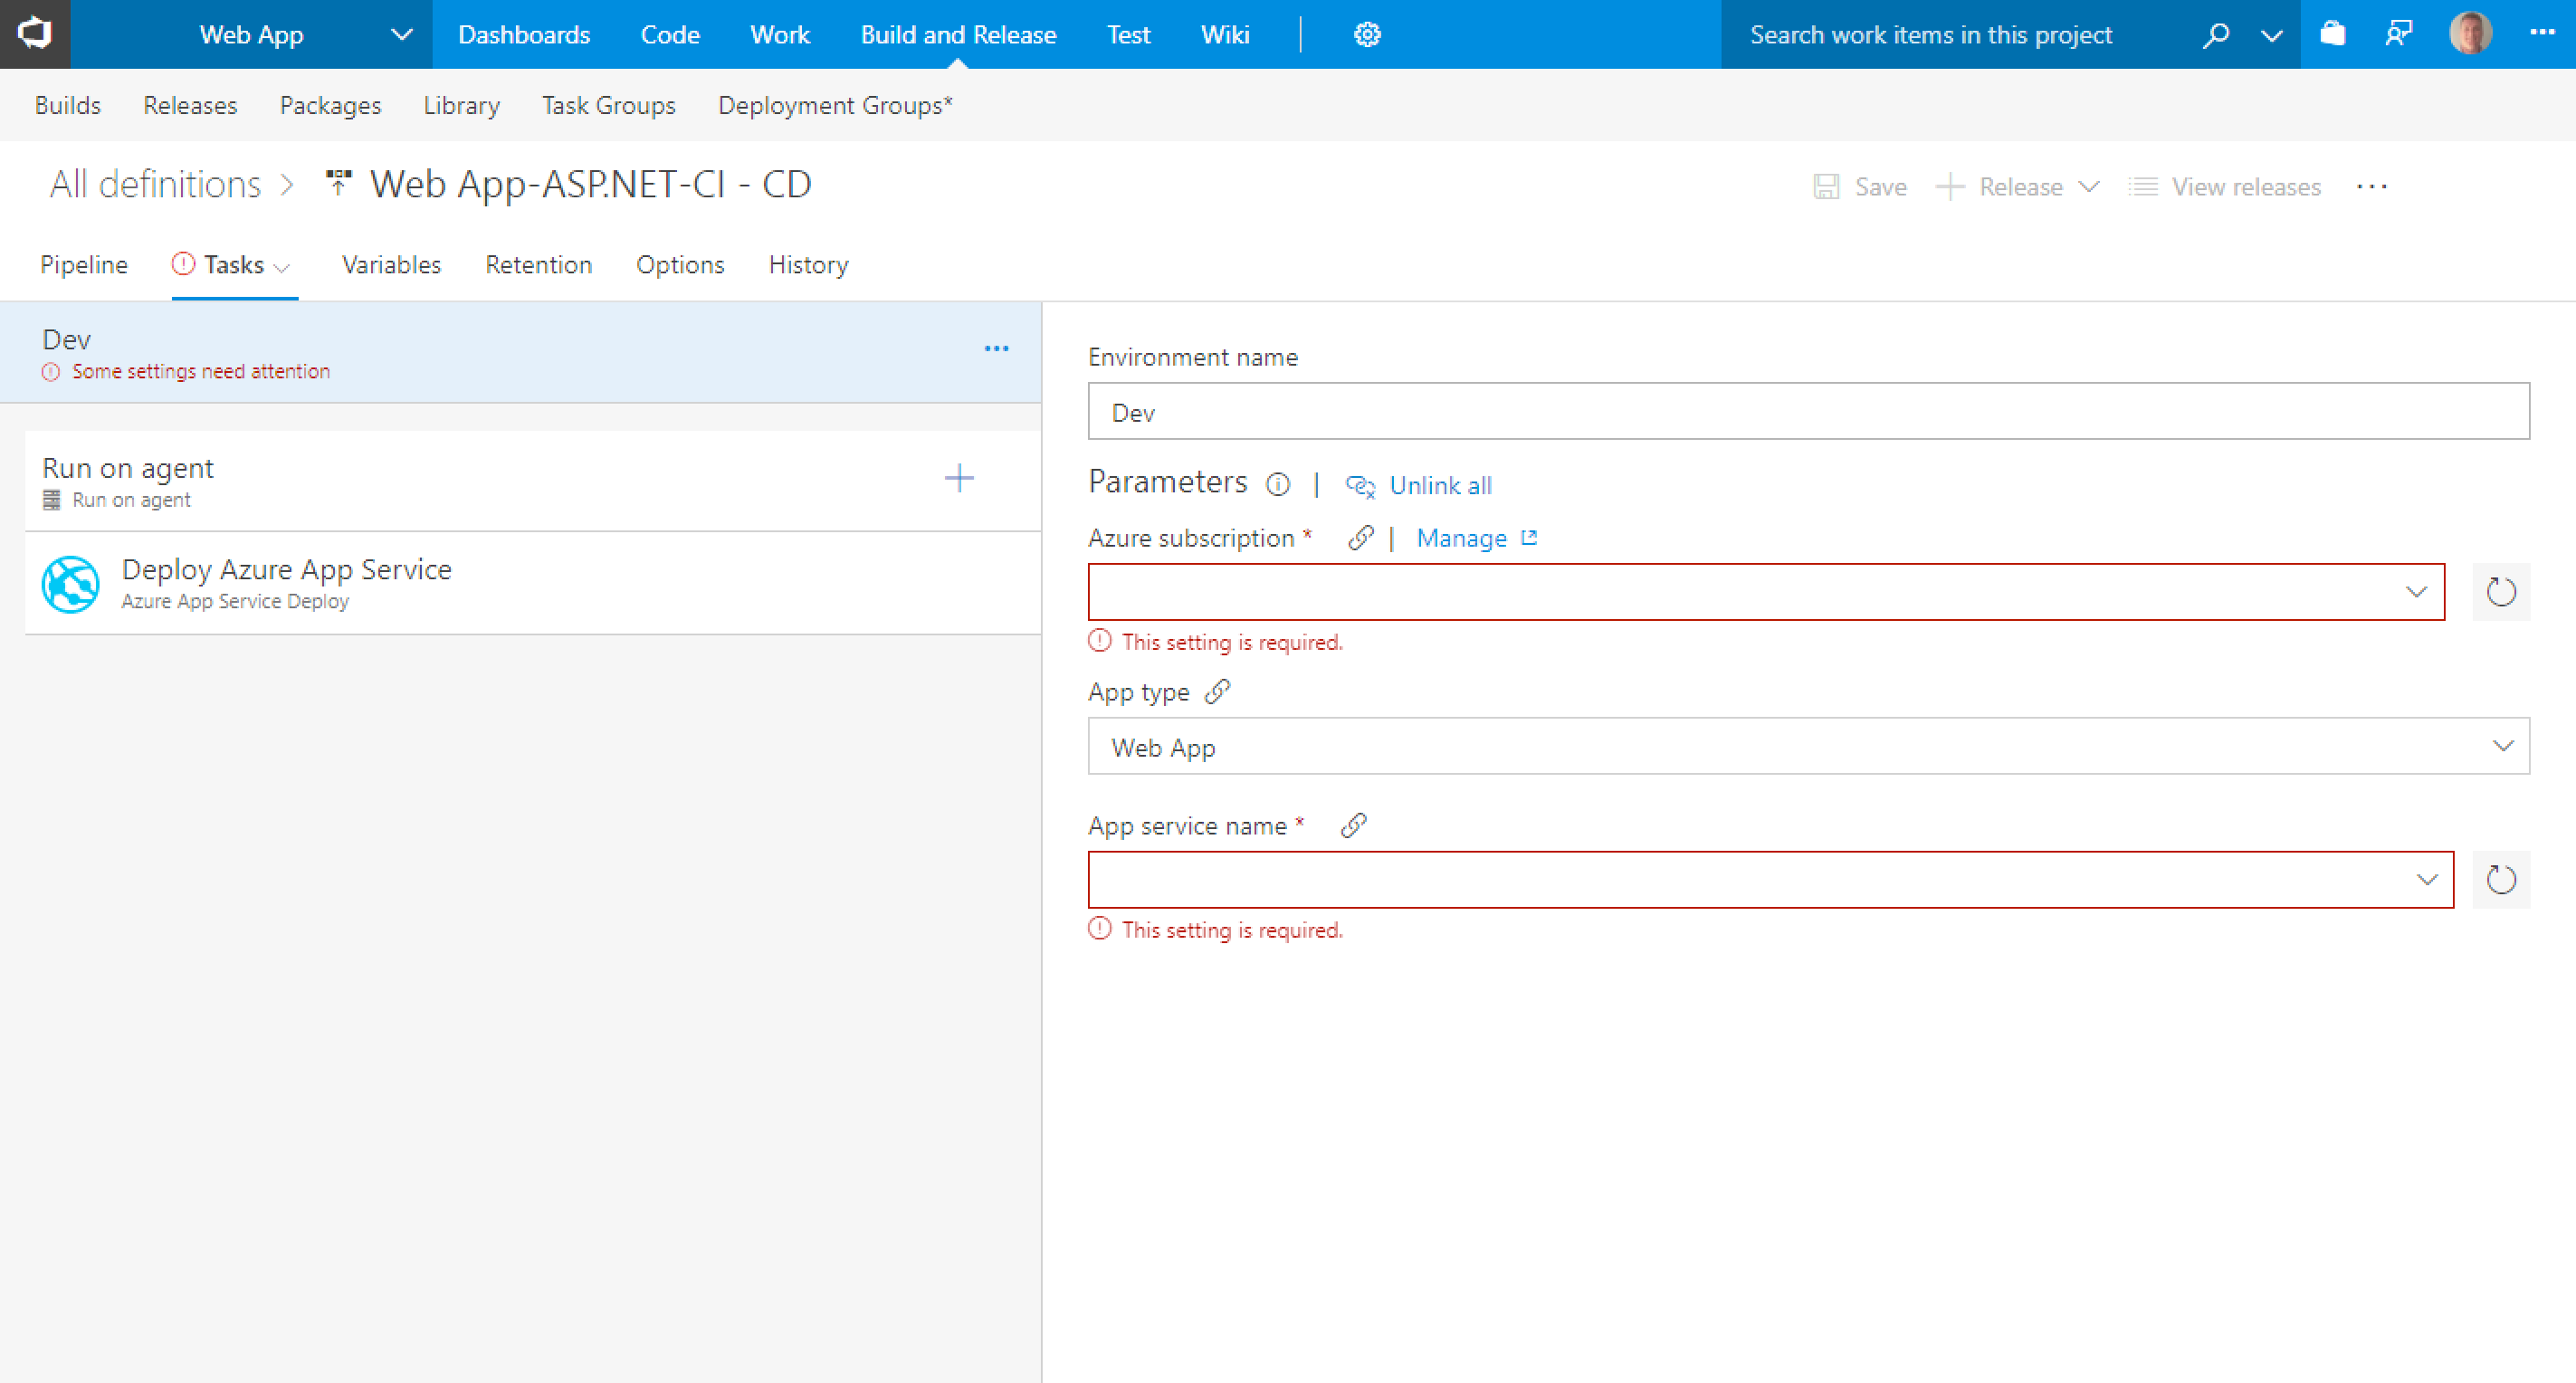 Web App Dashboards Code Work Build and Release Test Wiki Search work items in this project
Builds Releases Packages Library Task Groups Deployment Groups*
All definitions Web App-ASP.NET-CI - CD Save Release View releases
Pipeline Tasks Variables Retention Options History
Dev
Some settings need attention
Run on agent
Run on agent
Deploy Azure App Service
Azure App Service Deploy
Environment name
Dev
Parameters | Unlink all
Azure subscription * | Manage
This setting is required.
App type
Web App
App service name *
This setting is required.